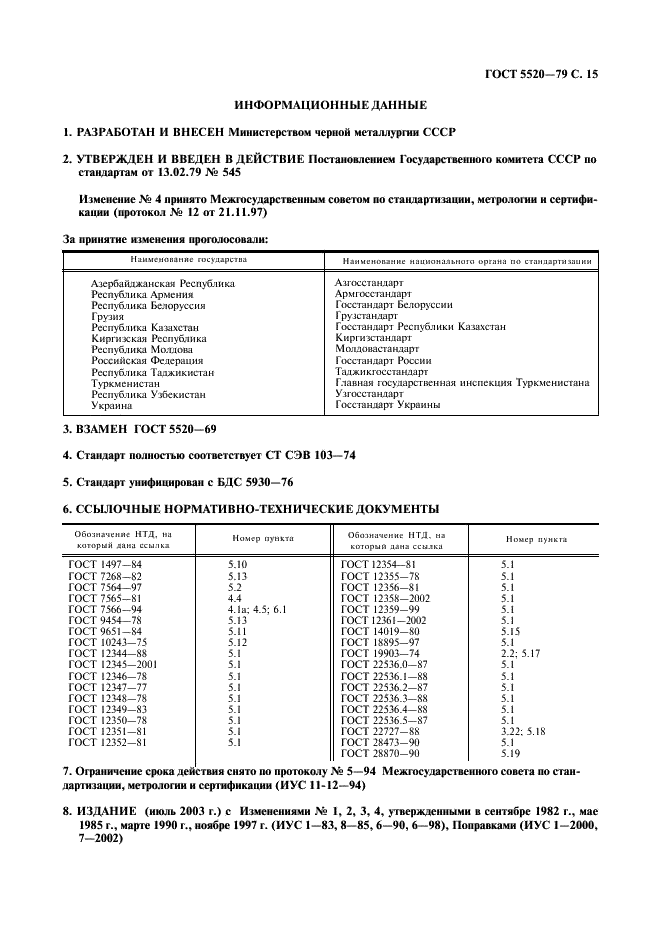 ГОСТ 5520—79 С. 15
ИНФОРМАЦИОННЫЕ ДАННЫЕ
1. РАЗРАБОТАН И ВНЕСЕН Министерством черной металлургии СССР
2. УТВЕРЖДЕН И ВВЕДЕН В ДЕЙСТВИЕ Постановлением Государственного комитета СССР по
стандартам от 13.02.79 № 545
Изменение № 4 принято Межгосударственным советом по стандартизации, метрологии и сертифи-
кации (протокол № 12 от 21.11.97)
За принятие изменения проголосовали:
Наименование государства Наименование национального органа по стандартизации
Азербайджанская Республика Азгосстандарт
Республика Армения Армгосстандарт
Республика Белоруссия Госстандарт Белоруссии
Грузия Грузстандарт
Республика Казахстан Госстандарт Республики Казахстан
Киргизская Республика Киргизстандарт
Республика Молдова Молдовастандарт
Российская Федерация Госстандарт России
Республика Таджикистан Таджикгосстандарт
Туркменистан Главная государственная инспекция Туркменистана
Республика Узбекистан Узгосстандарт
Украина Госстандарт Украины
3. ВЗАМЕН ГОСТ 5520—69
4. Стандарт полностью соответствует СТ СЭВ 103—74
5. Стандарт унифицирован с БДС 5930—76
6. ССЫЛОЧНЫЕ НОРМАТИВНО-ТЕХНИЧЕСКИЕ ДОКУМЕНТЫ
Обозначение НТД, на
который дана ссылка
Номер пункта
Обозначение НТД, на
который дана ссылка
Номер пункта
ГОСТ 1497—84 5.10 ГОСТ 12354—81 5.1
ГОСТ 7268—82 5.13 ГОСТ 12355—78 5.1
ГОСТ 7564—97 5.2 ГОСТ 12356—81 5.1
ГОСТ 7565—81 4.4 ГОСТ 12358—2002 5.1
ГОСТ 7566—94 4.1а; 4.5; 6.1 ГОСТ 12359—99 5.1
ГОСТ 9454—78 5.13 ГОСТ 12361—2002 5.1
ГОСТ 9651—84 5.11 ГОСТ 14019—80 5.15
ГОСТ 10243—75 5.12 ГОСТ 18895—97 5.1
ГОСТ 12344—88 5.1 ГОСТ 19903—74 2.2; 5.17
ГОСТ 12345—2001 5.1 ГОСТ 22536.0—87 5.1
ГОСТ 12346—78 5.1 ГОСТ 22536.1—88 5.1
ГОСТ 12347—77 5.1 ГОСТ 22536.2—87 5.1
ГОСТ 12348—78 5.1 ГОСТ 22536.3—88 5.1
ГОСТ 12349—83 5.1 ГОСТ 22536.4—88 5.1
ГОСТ 12350—78 5.1 ГОСТ 22536.5—87 5.1
ГОСТ 12351—81 5.1 ГОСТ 22727—88 3.22; 5.18
ГОСТ 12352—81 5.1 ГОСТ 28473—90 5.1
ГОСТ 28870—90 5.19
7. Ограничение срока действия снято по протоколу № 5—94 Межгосударственного совета по стан-
дартизации, метрологии и сертификации (ИУС 11-12—94)
8. ИЗДАНИЕ (июль 2003 г.) с Изменениями № 1, 2, 3, 4, утвержденными в сентябре 1982 г., мае
1985 г., марте 1990 г., ноябре 1997 г. (ИУС 1—83, 8—85, 6—90, 6—98), Поправками (ИУС 1—2000,
7—2002)